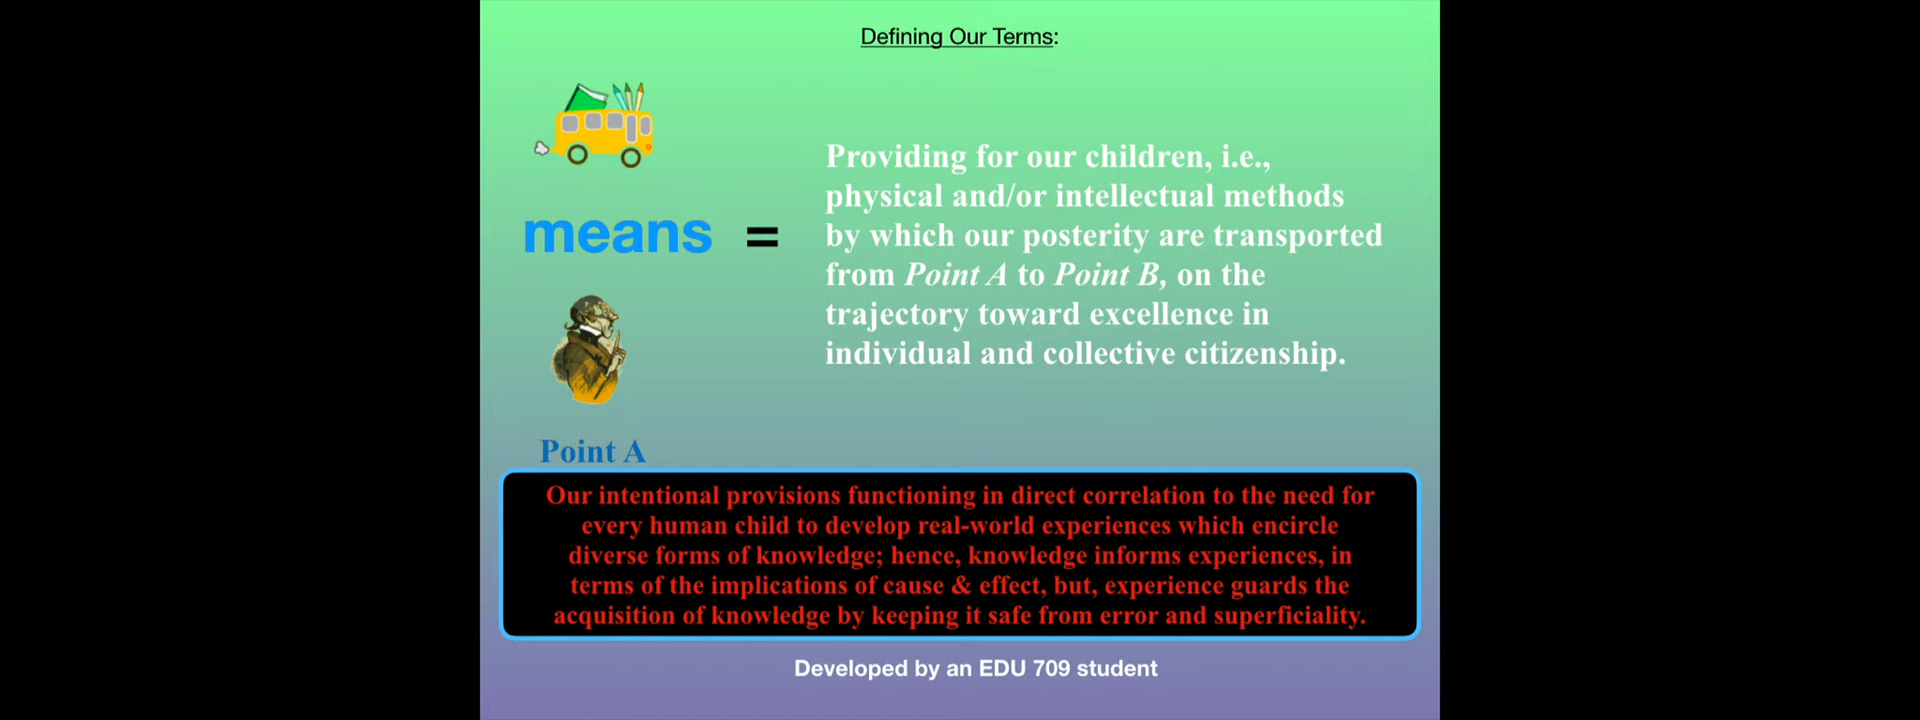 Defining Our Terms:
means =
Providing for our children, i.e.,
physical and/or intellectual methods
by which our posterity are transported
from Point A to Point B, on the
trajectory toward excellence in
individual and collective citizenship.
Point A
Our intentional provisions functioning in direct correlation to the need for
every human child to develop real-world experiences which encircle
diverse forms of knowledge; hence, knowledge informs experiences, in
terms of the implications of cause & effect, but, experience guards the
acquisition of knowledge by keeping it safe from error and superficiality.
Developed by an EDU 709 student